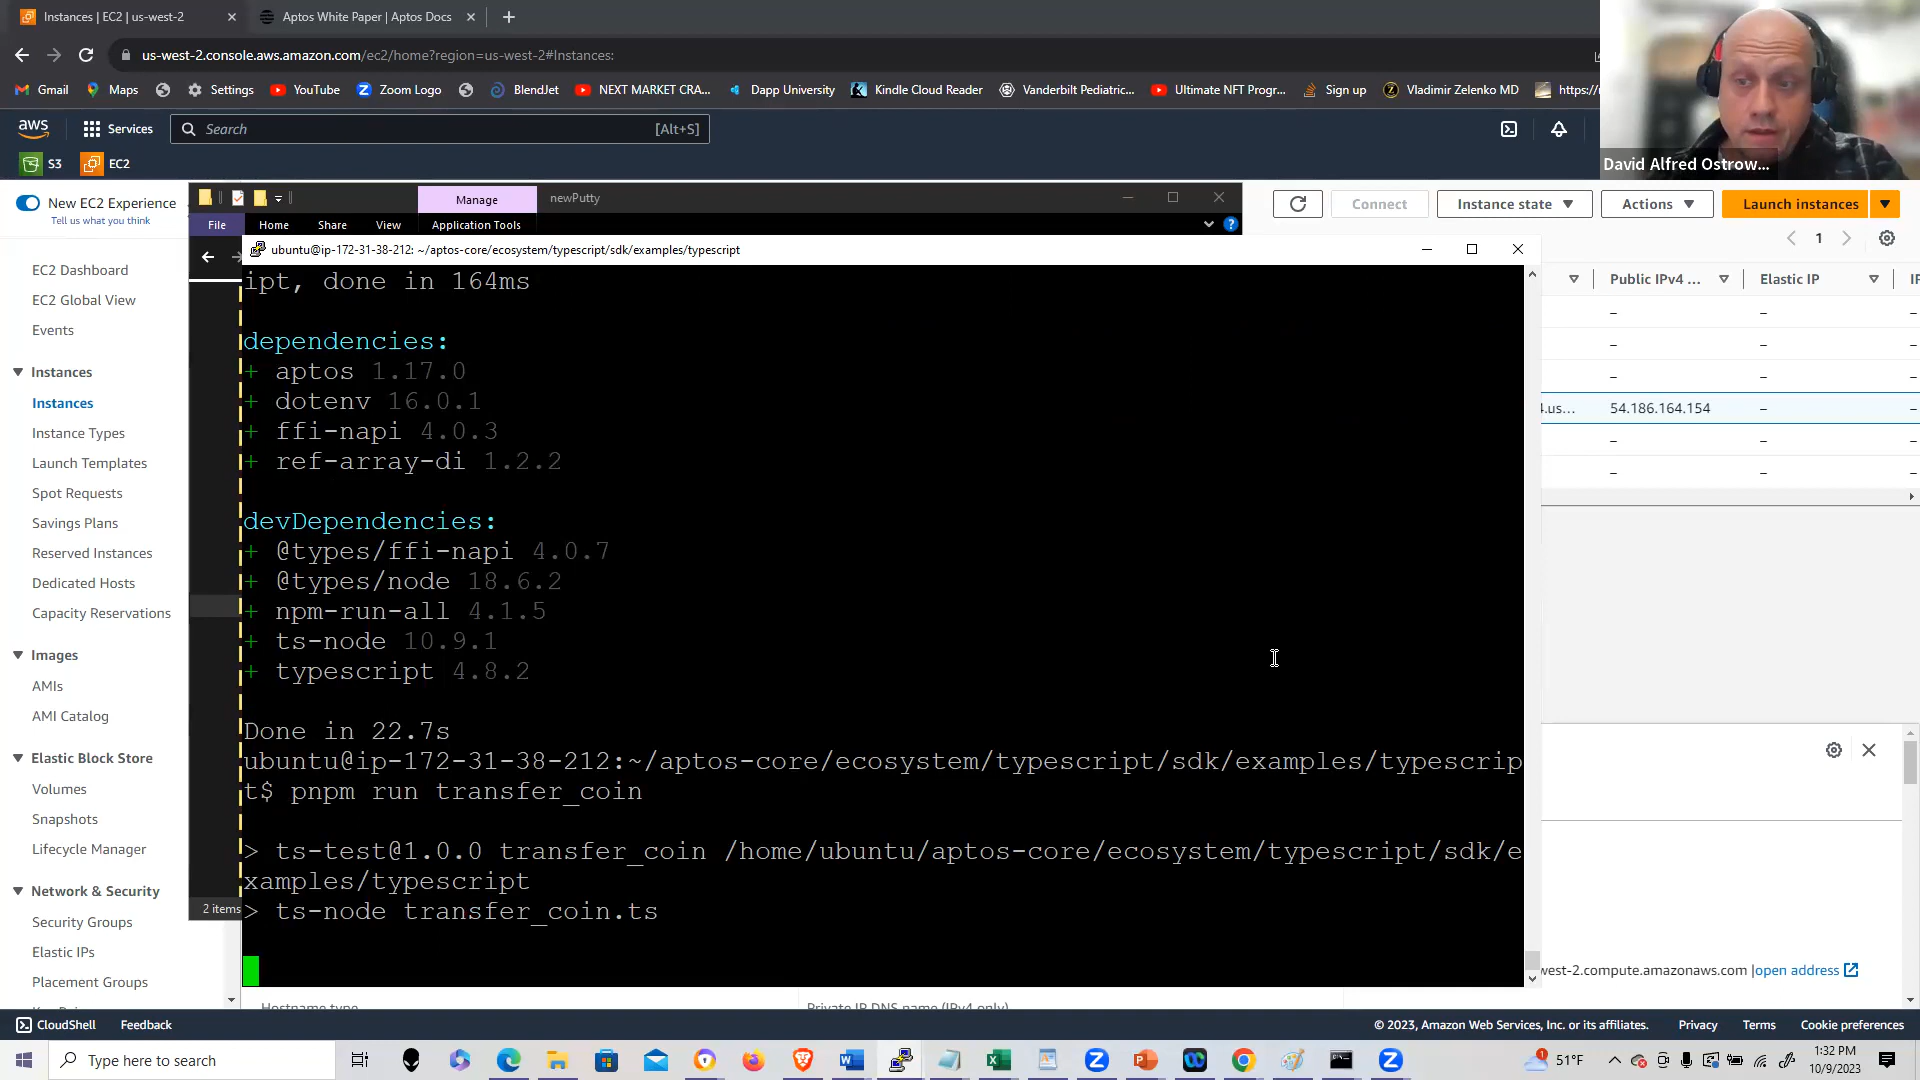 Instances | EC2 | us-west-2
Aptos White Paper | Aptos Docs
us-west-2.console.aws.amazon.com/ec2/home?region=us-west-2#Instances:
Gmail
Maps
Settings
YouTube
Zoom Logo
BlendJet
NEXT MARKET CRA...
Dapp University
Kindle Cloud Reader
Vanderbilt Pediatric...
Ultimate NFT Progr...
Sign up
Vladimir Zelenko MD
https://
David Alfred Ostrow...
aws
Services
Search
[Alt+S]
S3
EC2
New EC2 Experience
Tell us what you think
EC2 Dashboard
EC2 Global View
Events
Instances
Instances
Instance Types
Launch Templates
Spot Requests
Savings Plans
Reserved Instances
Dedicated Hosts
Capacity Reservations
Images
AMIs
AMI Catalog
Elastic Block Store
Volumes
Snapshots
Lifecycle Manager
Network & Security
Security Groups
Elastic IPs
Placement Groups
Manage
newPutty
File
Home
Share
View
Application Tools
2 items
Connect
Instance state
Actions
Launch instances
1
Public IPv4 ...
Elastic IP
54.186.164.154
ubuntu@ip-172-31-38-212: ~/aptos-core/ecosystem/typescript/sdk/examples/typescript
ipt, done in 164ms
dependencies:
+ aptos 1.17.0
+ dotenv 16.0.1
+ ffi-napi 4.0.3
+ ref-array-di 1.2.2
devDependencies:
+ @types/ffi-napi 4.0.7
+ @types/node 18.6.2
+ npm-run-all 4.1.5
+ ts-node 10.9.1
+ typescript 4.8.2
Done in 22.7s
ubuntu@ip-172-31-38-212:~/aptos-core/ecosystem/typescript/sdk/examples/typescrip
t$ pnpm run transfer_coin
> ts-test@1.0.0 transfer_coin /home/ubuntu/aptos-core/ecosystem/typescript/sdk/e
xamples/typescript
> ts-node transfer_coin.ts
west-2.compute.amazonaws.com |open address
Hostname type
Private IP DNS name (IPv4 only)
CloudShell
Feedback
© 2023, Amazon Web Services, Inc. or its affiliates.
Privacy
Terms
Cookie preferences
Type here to search
51°F
1:32 PM
10/9/2023